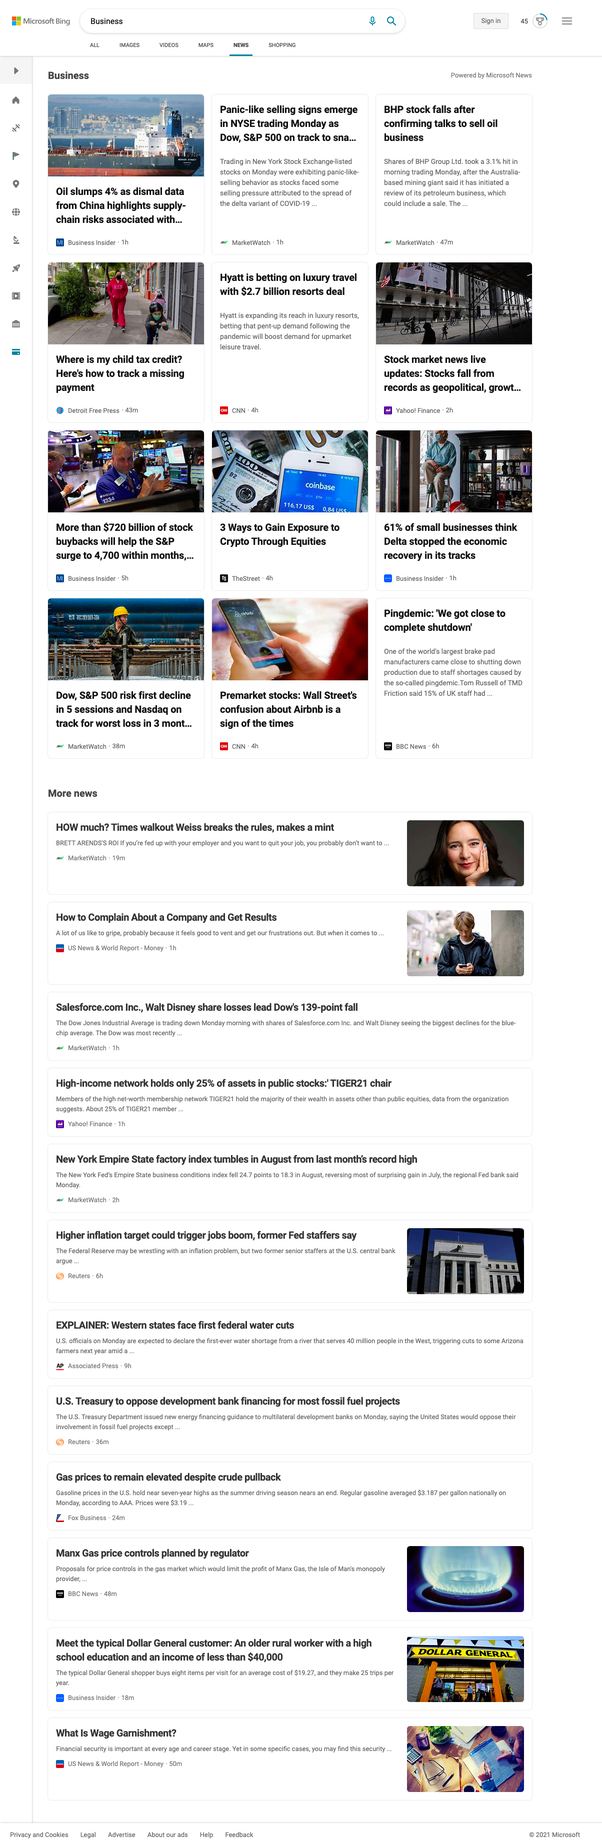 Microsoft Bing
Business
Sign in
45
ALL IMAGES VIDEOS MAPS NEWS SHOPPING
Business
Powered by Microsoft News
Oil slumps 4% as dismal data
from China highlights supply-
chain risks associated with...
Business Insider · 1h
Panic-like selling signs emerge
in NYSE trading Monday as
Dow, S&P 500 on track to sna...
Trading in New York Stock Exchange-listed
stocks on Monday were exhibiting panic-like-
selling behavior as stocks faced some
selling pressure attributed to the spread of
the delta variant of COVID-19 ...
MarketWatch · 1h
BHP stock falls after
confirming talks to sell oil
business
Shares of BHP Group Ltd. took a 3.1% hit in
morning trading Monday, after the Australia-
based mining giant said it has initiated a
review of its petroleum business, which
could include a sale. The ...
MarketWatch · 47m
Where is my child tax credit?
Here's how to track a missing
payment
Detroit Free Press · 43m
Hyatt is betting on luxury travel
with $2.7 billion resorts deal
Hyatt is expanding its reach in luxury resorts,
betting that pent-up demand following the
pandemic will boost demand for upmarket
leisure travel.
CNN · 4h
Stock market news live
updates: Stocks fall from
records as geopolitical, growt...
Yahoo! Finance · 2h
More than $720 billion of stock
buybacks will help the S&P
surge to 4,700 within months,...
Business Insider · 5h
coinbase
116,17 US$
0,84 US$
3 Ways to Gain Exposure to
Crypto Through Equities
TheStreet · 4h
61% of small businesses think
Delta stopped the economic
recovery in its tracks
Business Insider · 1h
Dow, S&P 500 risk first decline
in 5 sessions and Nasdaq on
track for worst loss in 3 mont...
MarketWatch · 38m
Premarket stocks: Wall Street's
confusion about Airbnb is a
sign of the times
CNN · 4h
Pingdemic: 'We got close to
complete shutdown'
One of the world's largest brake pad
manufacturers came close to shutting down
production due to staff shortages caused by
the so-called pingdemic.Tom Russell of TMD
Friction said 15% of UK staff had ...
BBC News · 6h
More news
HOW much? Times walkout Weiss breaks the rules, makes a mint
BRETT ARENDS'S ROI If you're fed up with your employer and you want to quit your job, you probably don't want to ...
MarketWatch · 19m
How to Complain About a Company and Get Results
A lot of us like to gripe, probably because it feels good to vent and get our frustrations out. But when it comes to ...
US News & World Report - Money · 1h
Salesforce.com Inc., Walt Disney share losses lead Dow's 139-point fall
The Dow Jones Industrial Average is trading down Monday morning with shares of Salesforce.com Inc. and Walt Disney seeing the biggest declines for the blue-
chip average. The Dow was most recently ...
MarketWatch · 1h
High-income network holds only 25% of assets in public stocks:' TIGER21 chair
Members of the high net-worth membership network TIGER21 hold the majority of their wealth in assets other than public equities, data from the organization
suggests. About 25% of TIGER21 member ...
Yahoo! Finance · 1h
New York Empire State factory index tumbles in August from last month's record high
The New York Fed's Empire State business conditions index fell 24.7 points to 18.3 in August, reversing most of surprising gain in July, the regional Fed bank said
Monday.
MarketWatch · 2h
Higher inflation target could trigger jobs boom, former Fed staffers say
The Federal Reserve may be wrestling with an inflation problem, but two former senior staffers at the U.S. central bank
argue ...
Reuters · 6h
EXPLAINER: Western states face first federal water cuts
U.S. officials on Monday are expected to declare the first-ever water shortage from a river that serves 40 million people in the West, triggering cuts to some Arizona
farmers next year amid a ...
AP Associated Press · 9h
U.S. Treasury to oppose development bank financing for most fossil fuel projects
The U.S. Treasury Department issued new energy financing guidance to multilateral development banks on Monday, saying the United States would oppose their
involvement in fossil fuel projects except ...
Reuters · 36m
Gas prices to remain elevated despite crude pullback
Gasoline prices in the U.S. hold near seven-year highs as the summer driving season nears an end. Regular gasoline averaged $3.187 per gallon nationally on
Monday, according to AAA. Prices were $3.19 ...
Fox Business · 24m
Manx Gas price controls planned by regulator
Proposals for price controls in the gas market which would limit the profit of Manx Gas, the Isle of Man's monopoly
provider, ...
BBC News · 48m
Meet the typical Dollar General customer: An older rural worker with a high
school education and an income of less than $40,000
The typical Dollar General shopper buys eight items per visit for an average cost of $19.27, and they make 25 trips per
year.
Business Insider · 18m
DOLLAR GENERAL
What Is Wage Garnishment?
Financial security is important at every age and career stage. Yet in some specific cases, you may find this security ...
US News & World Report - Money · 50m
Privacy and Cookies Legal Advertise About our ads Help Feedback
© 2021 Microsoft